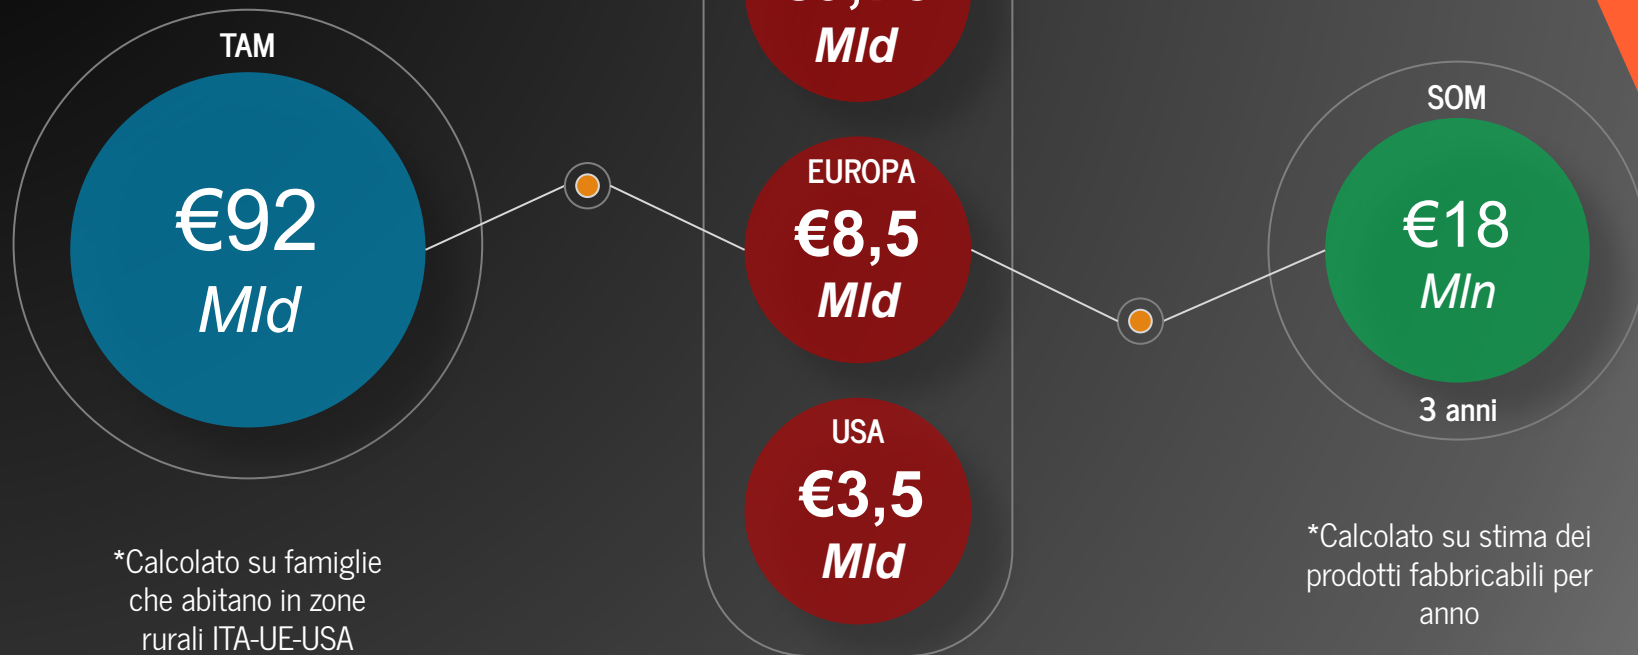 TAM
€92
Mld
*Calcolato su famiglie
che abitano in zone
rurali ITA-UE-USA
Mld
EUROPA
€8,5
Mld
USA
€3,5
Mld
SOM
€18
Mln
3 anni
*Calcolato su stima dei
prodotti fabbricabili per
anno